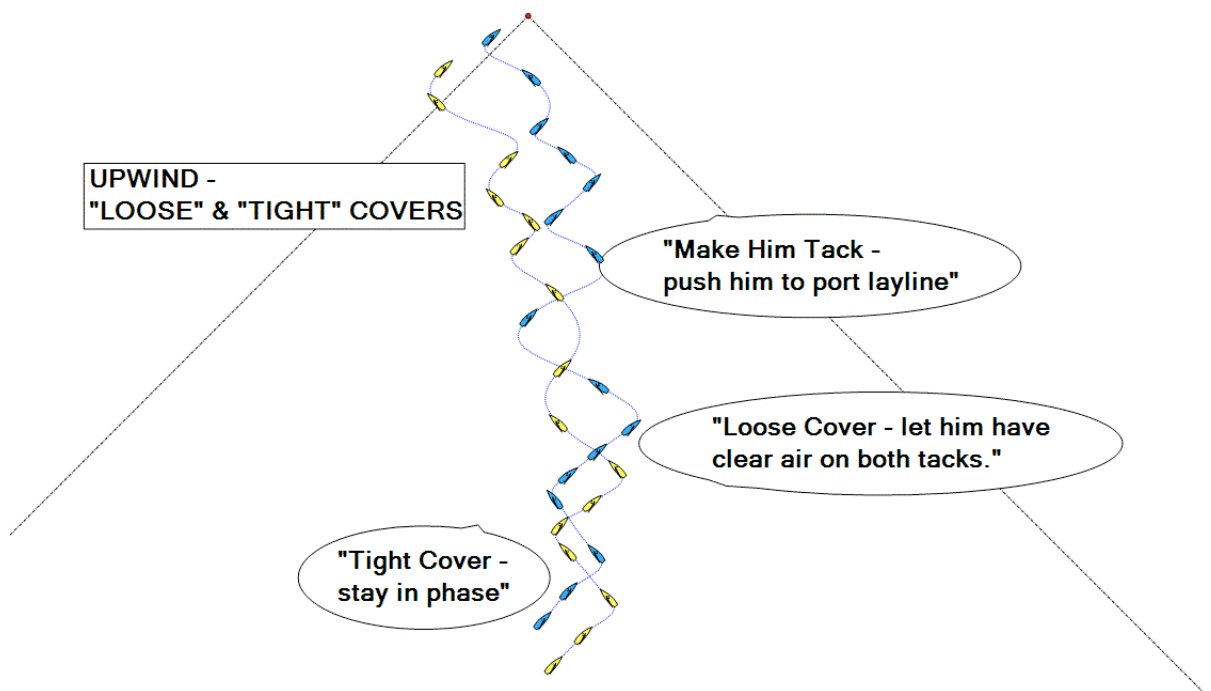 UPWIND -
"LOOSE" & "TIGHT" COVERS
"Make Him Tack -
push him to port layline"
"Loose Cover - let him have
clear air on both tacks."
"Tight Cover -
stay in phase"